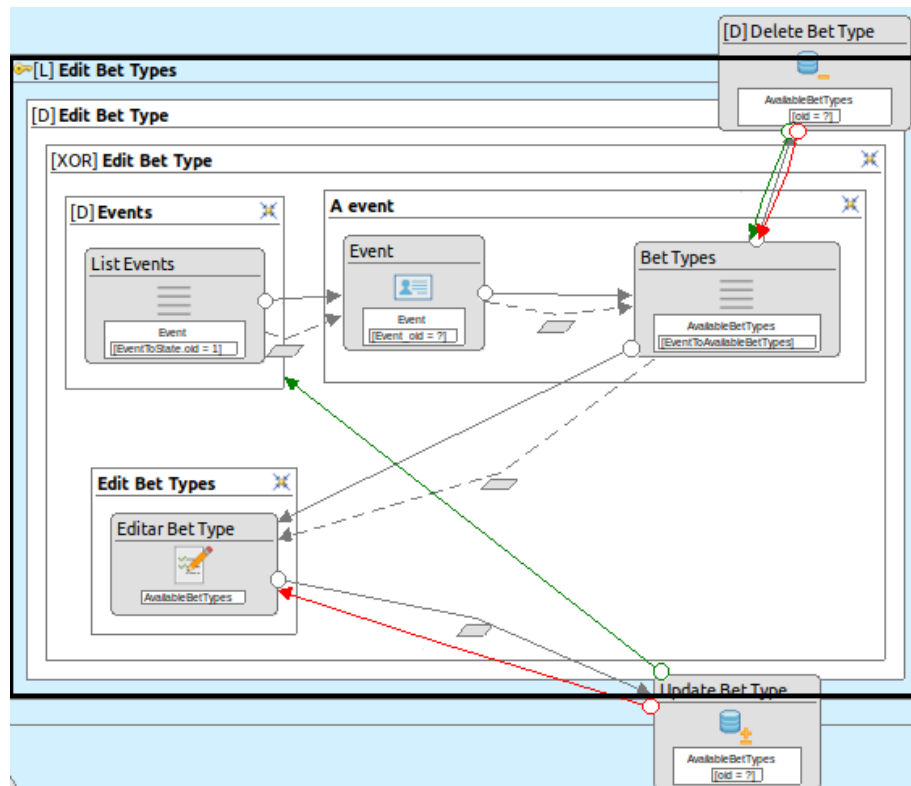 [D] Delete Bet Type
AvailableBetTypes
[oid = ?]
[L] Edit Bet Types
[D] Edit Bet Type
[XOR] Edit Bet Type
[D] Events
List Events
Event
[EventToState.oid = 1]
A event
Event
Event
[Event oid = ?]
Bet Types
AvailableBetTypes
[EventToAvailableBetTypes]
Edit Bet Types
Editar Bet Type
AvailableBetTypes
Update Bet Type
AvailableBetTypes
[oid = ?]